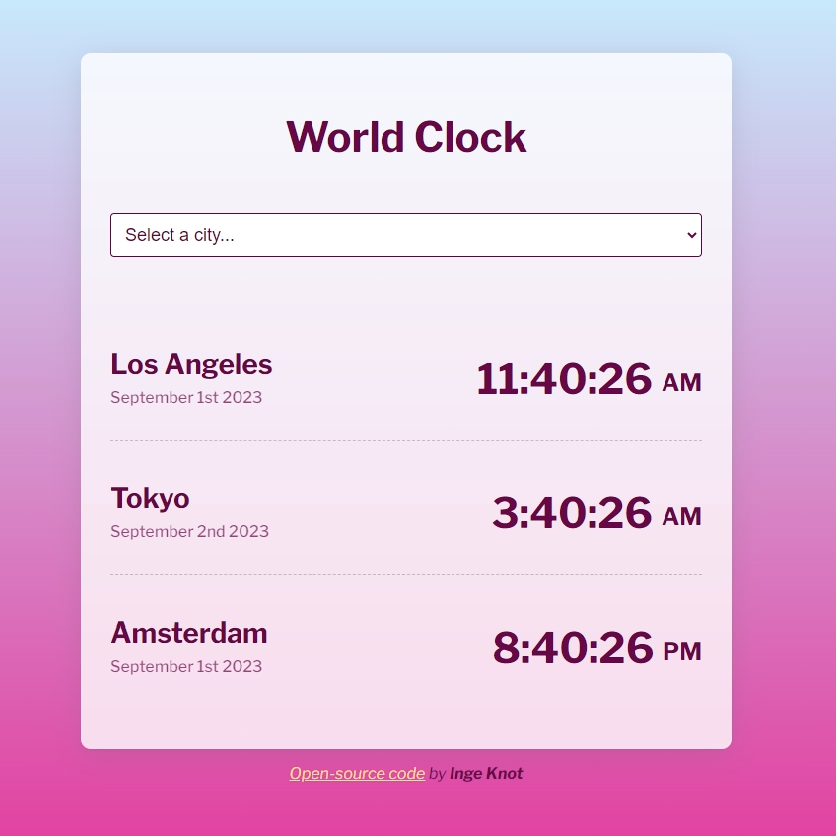 World Clock
Select a city...
Los Angeles
September 1st 2023
11:40:26 AM
Tokyo
September 2nd 2023
3:40:26 AM
Amsterdam
September 1st 2023
8:40:26 PM
Open-source code by Inge Knot